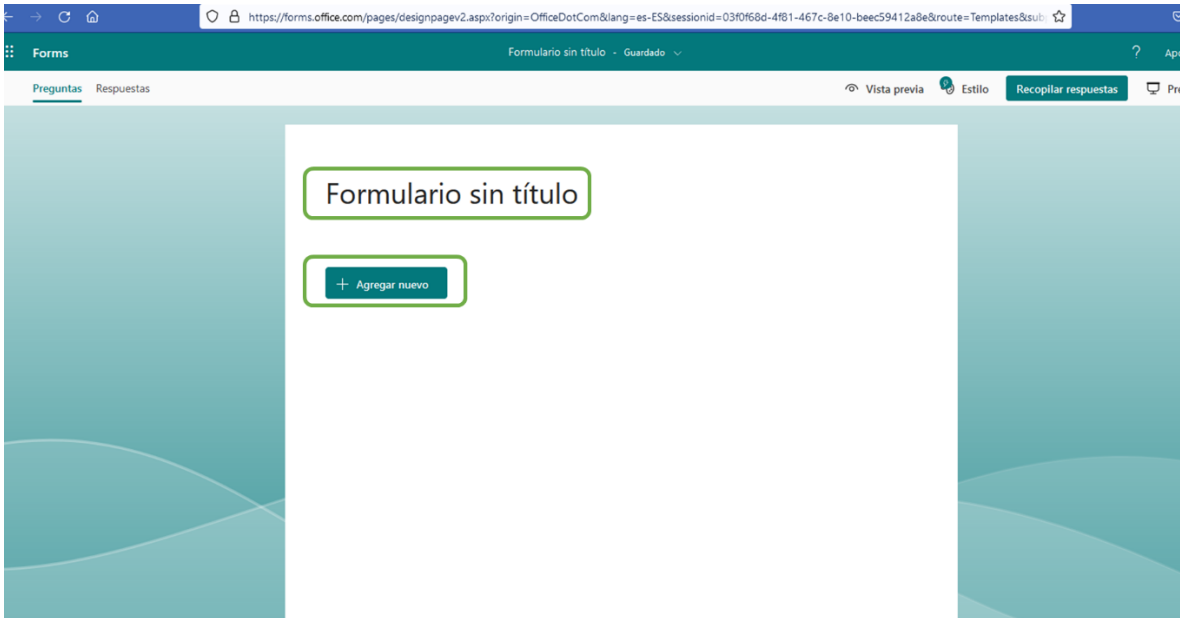 https://forms.office.com/pages/designpagev2.aspx?origin=OfficeDotCom&lang=es-ES&sessionid=03f0f68d-4f81-467c-8e10-beec59412a8e&route=Templates&sub
Forms
Formulario sin título - Guardado
?
Preguntas Respuestas
Vista previa
Estilo
Recopilar respuestas
Formulario sin título
+ Agregar nuevo